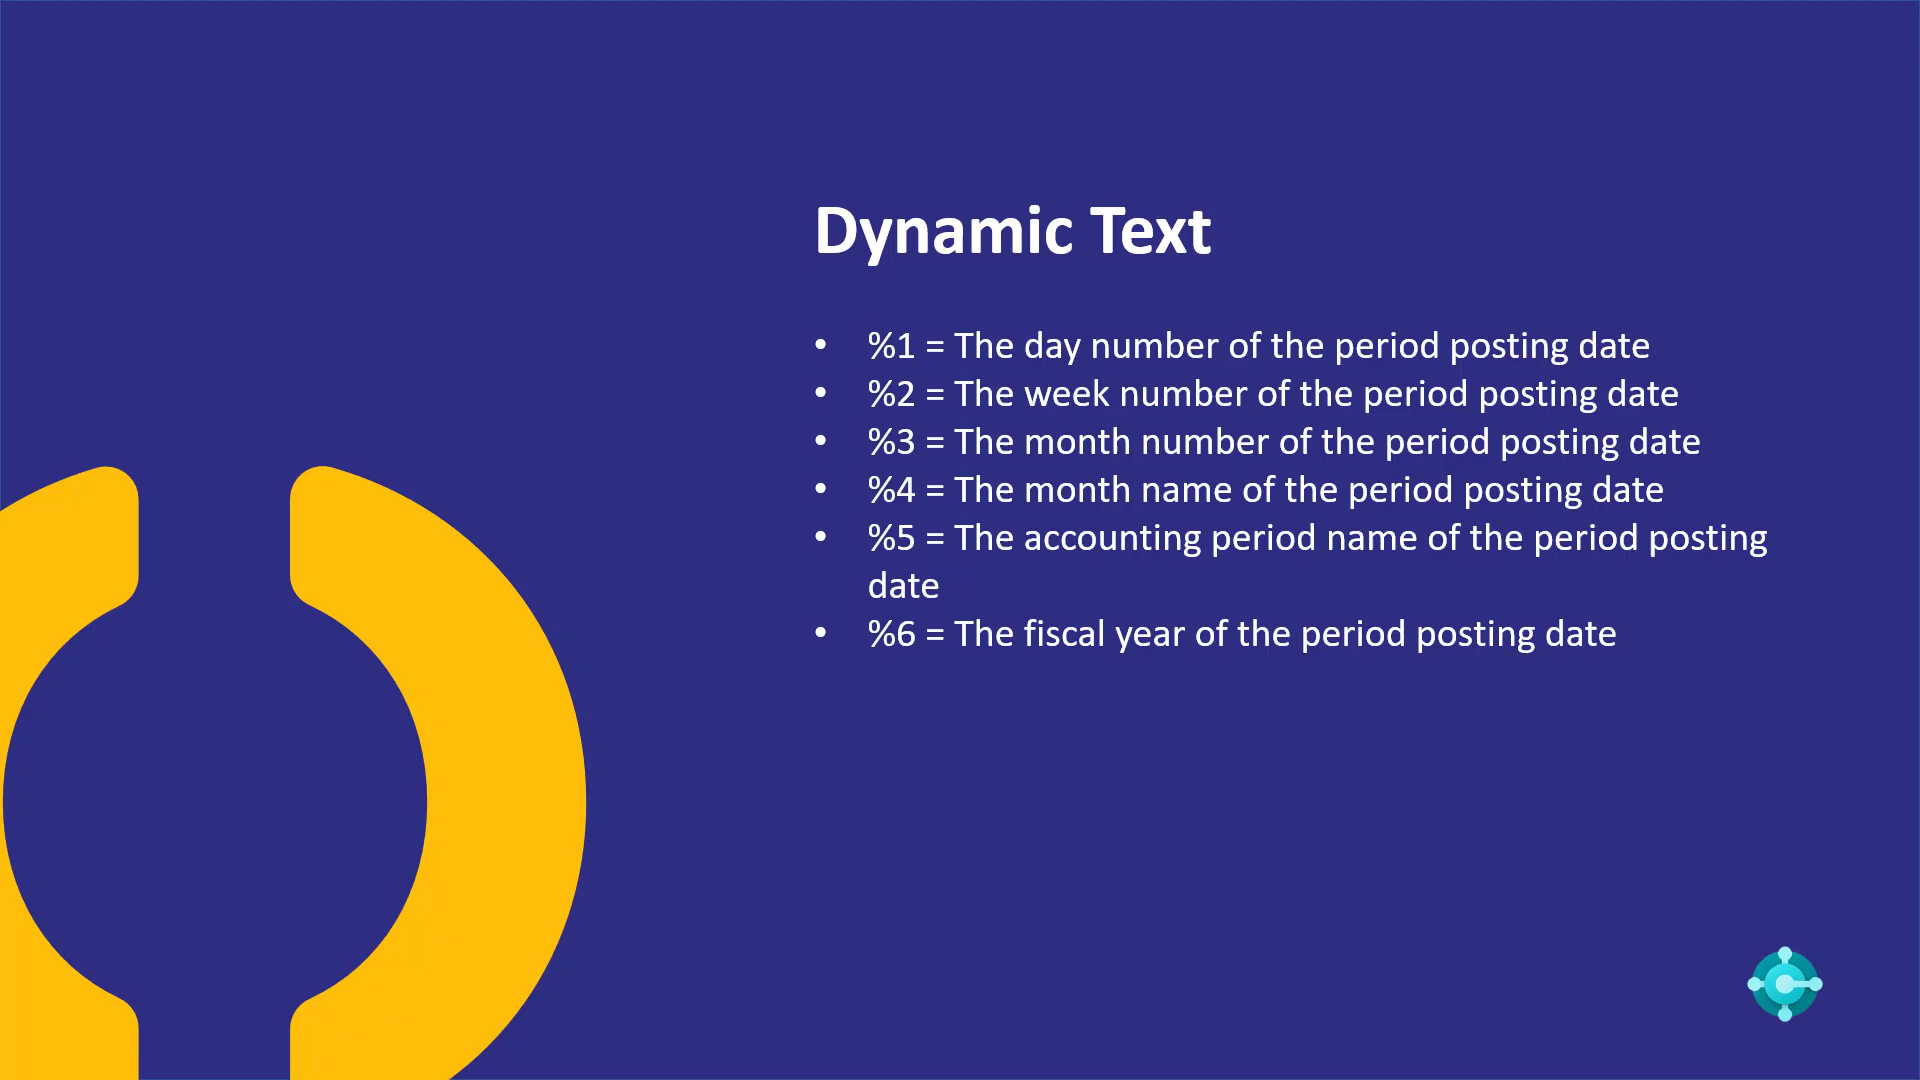 Dynamic Text
• %1 = The day number of the period posting date
• %2 = The week number of the period posting date
• %3 = The month number of the period posting date
• %4 = The month name of the period posting date
• %5 = The accounting period name of the period posting
date
• %6 = The fiscal year of the period posting date